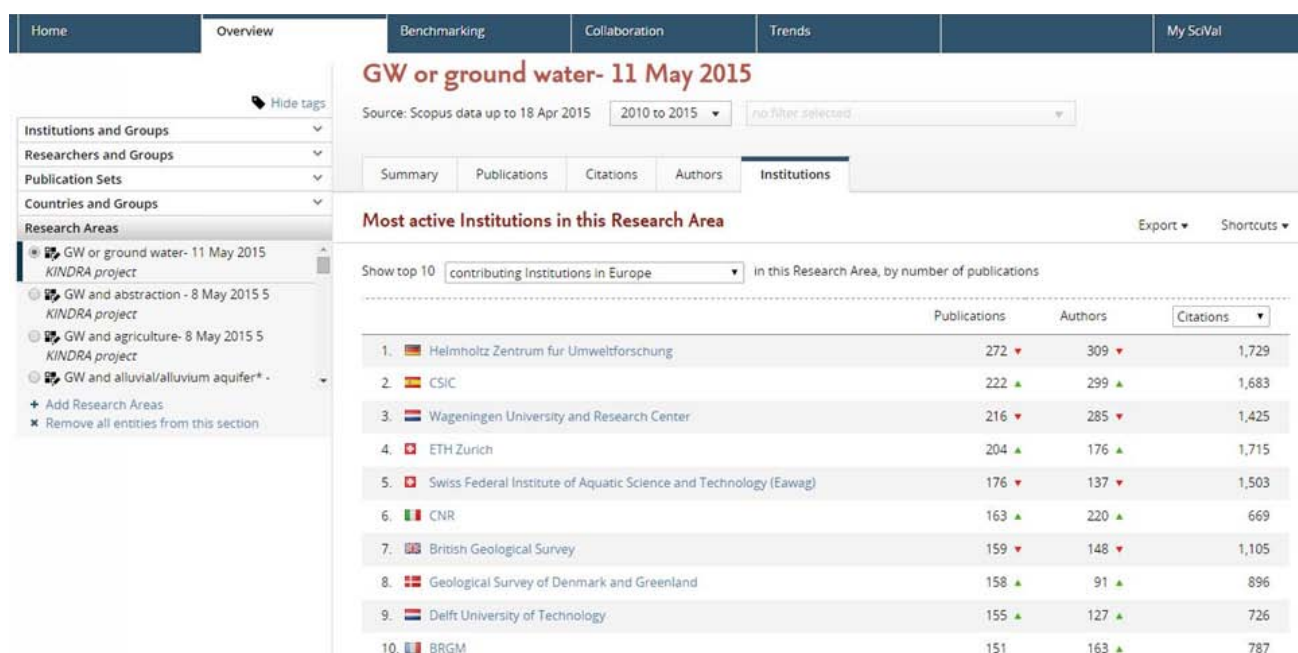 Home Overview Benchmarking Collaboration Trends My SciVal
GW or ground water- 11 May 2015
Hide tags
Source: Scopus data up to 18 Apr 2015 2010 to 2015 no filter selected
Institutions and Groups
Researchers and Groups
Publication Sets
Countries and Groups
Research Areas
GW or ground water- 11 May 2015
KINDRA project
GW and abstraction - 8 May 2015 5
KINDRA project
GW and agriculture- 8 May 2015 5
KINDRA project
GW and alluvial/alluvium aquifer* -
+ Add Research Areas
× Remove all entities from this section
Summary Publications Citations Authors Institutions
Most active Institutions in this Research Area
Export Shortcuts
Show top 10 contributing Institutions in Europe in this Research Area, by number of publications
Publications Authors Citations
1. Helmholtz Zentrum fur Umweltforschung 272 309 1,729
2. CSIC 222 299 1,683
3. Wageningen University and Research Center 216 285 1,425
4. ETH Zurich 204 176 1,715
5. Swiss Federal Institute of Aquatic Science and Technology (Eawag) 176 137 1,503
6. CNR 163 220 669
7. British Geological Survey 159 148 1,105
8. Geological Survey of Denmark and Greenland 158 91 896
9. Delft University of Technology 155 127 726
10. BRGM 151 163 787